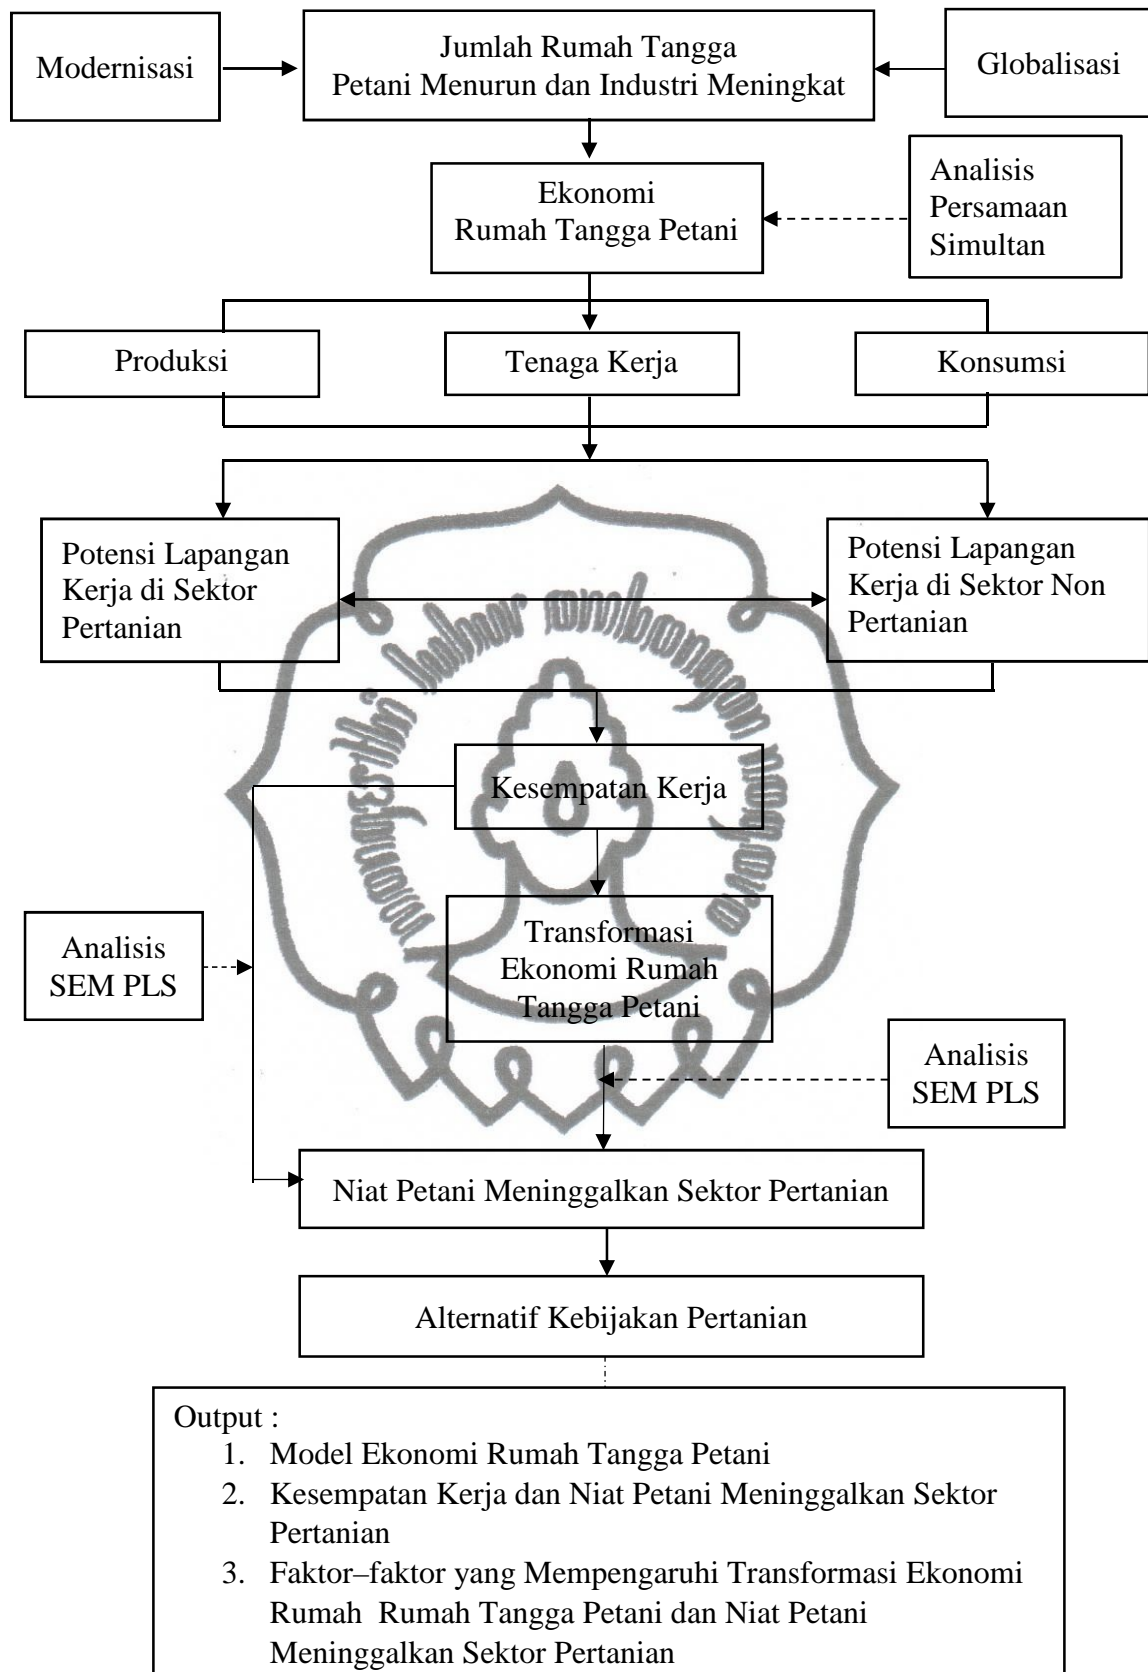 Modernisasi
Jumlah Rumah Tangga
Petani Menurun dan Industri Meningkat
Globalisasi
Ekonomi
Rumah Tangga Petani
Analisis
Persamaan
Simultan
Produksi
Tenaga Kerja
Konsumsi
Potensi Lapangan
Kerja di Sektor
Pertanian
Potensi Lapangan
Kerja di Sektor Non
Pertanian
Kesempatan Kerja
Analisis
SEM PLS
Transformasi
Ekonomi Rumah
Tangga Petani
Analisis
SEM PLS
Niat Petani Meninggalkan Sektor Pertanian
Alternatif Kebijakan Pertanian
Output :
1. Model Ekonomi Rumah Tangga Petani
2. Kesempatan Kerja dan Niat Petani Meninggalkan Sektor
Pertanian
3. Faktor–faktor yang Mempengaruhi Transformasi Ekonomi
Rumah Rumah Tangga Petani dan Niat Petani
Meninggalkan Sektor Pertanian